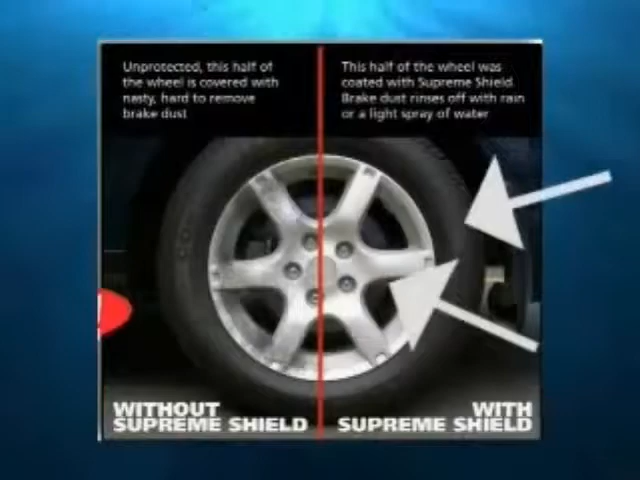 Unprotected, this half of
the wheel is covered with
nasty, hard to remove
brake dust
This half of the wheel was
coated with Supreme Shield.
Brake dust rinses off with rain
or a light spray of water
WITHOUT
SUPREME SHIELD
WITH
SUPREME SHIELD